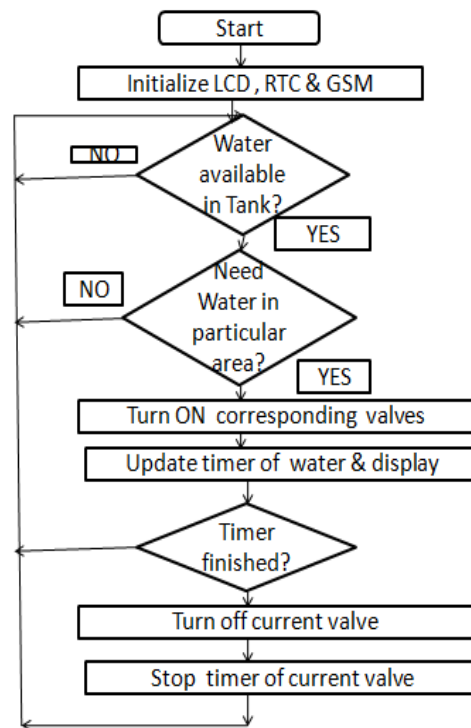 Start
Initialize LCD , RTC & GSM
NO
Water
available
in Tank?
YES
NO
Need
Water in
particular
area?
YES
Turn ON corresponding valves
Update timer of water & display
Timer
finished?
Turn off current valve
Stop timer of current valve